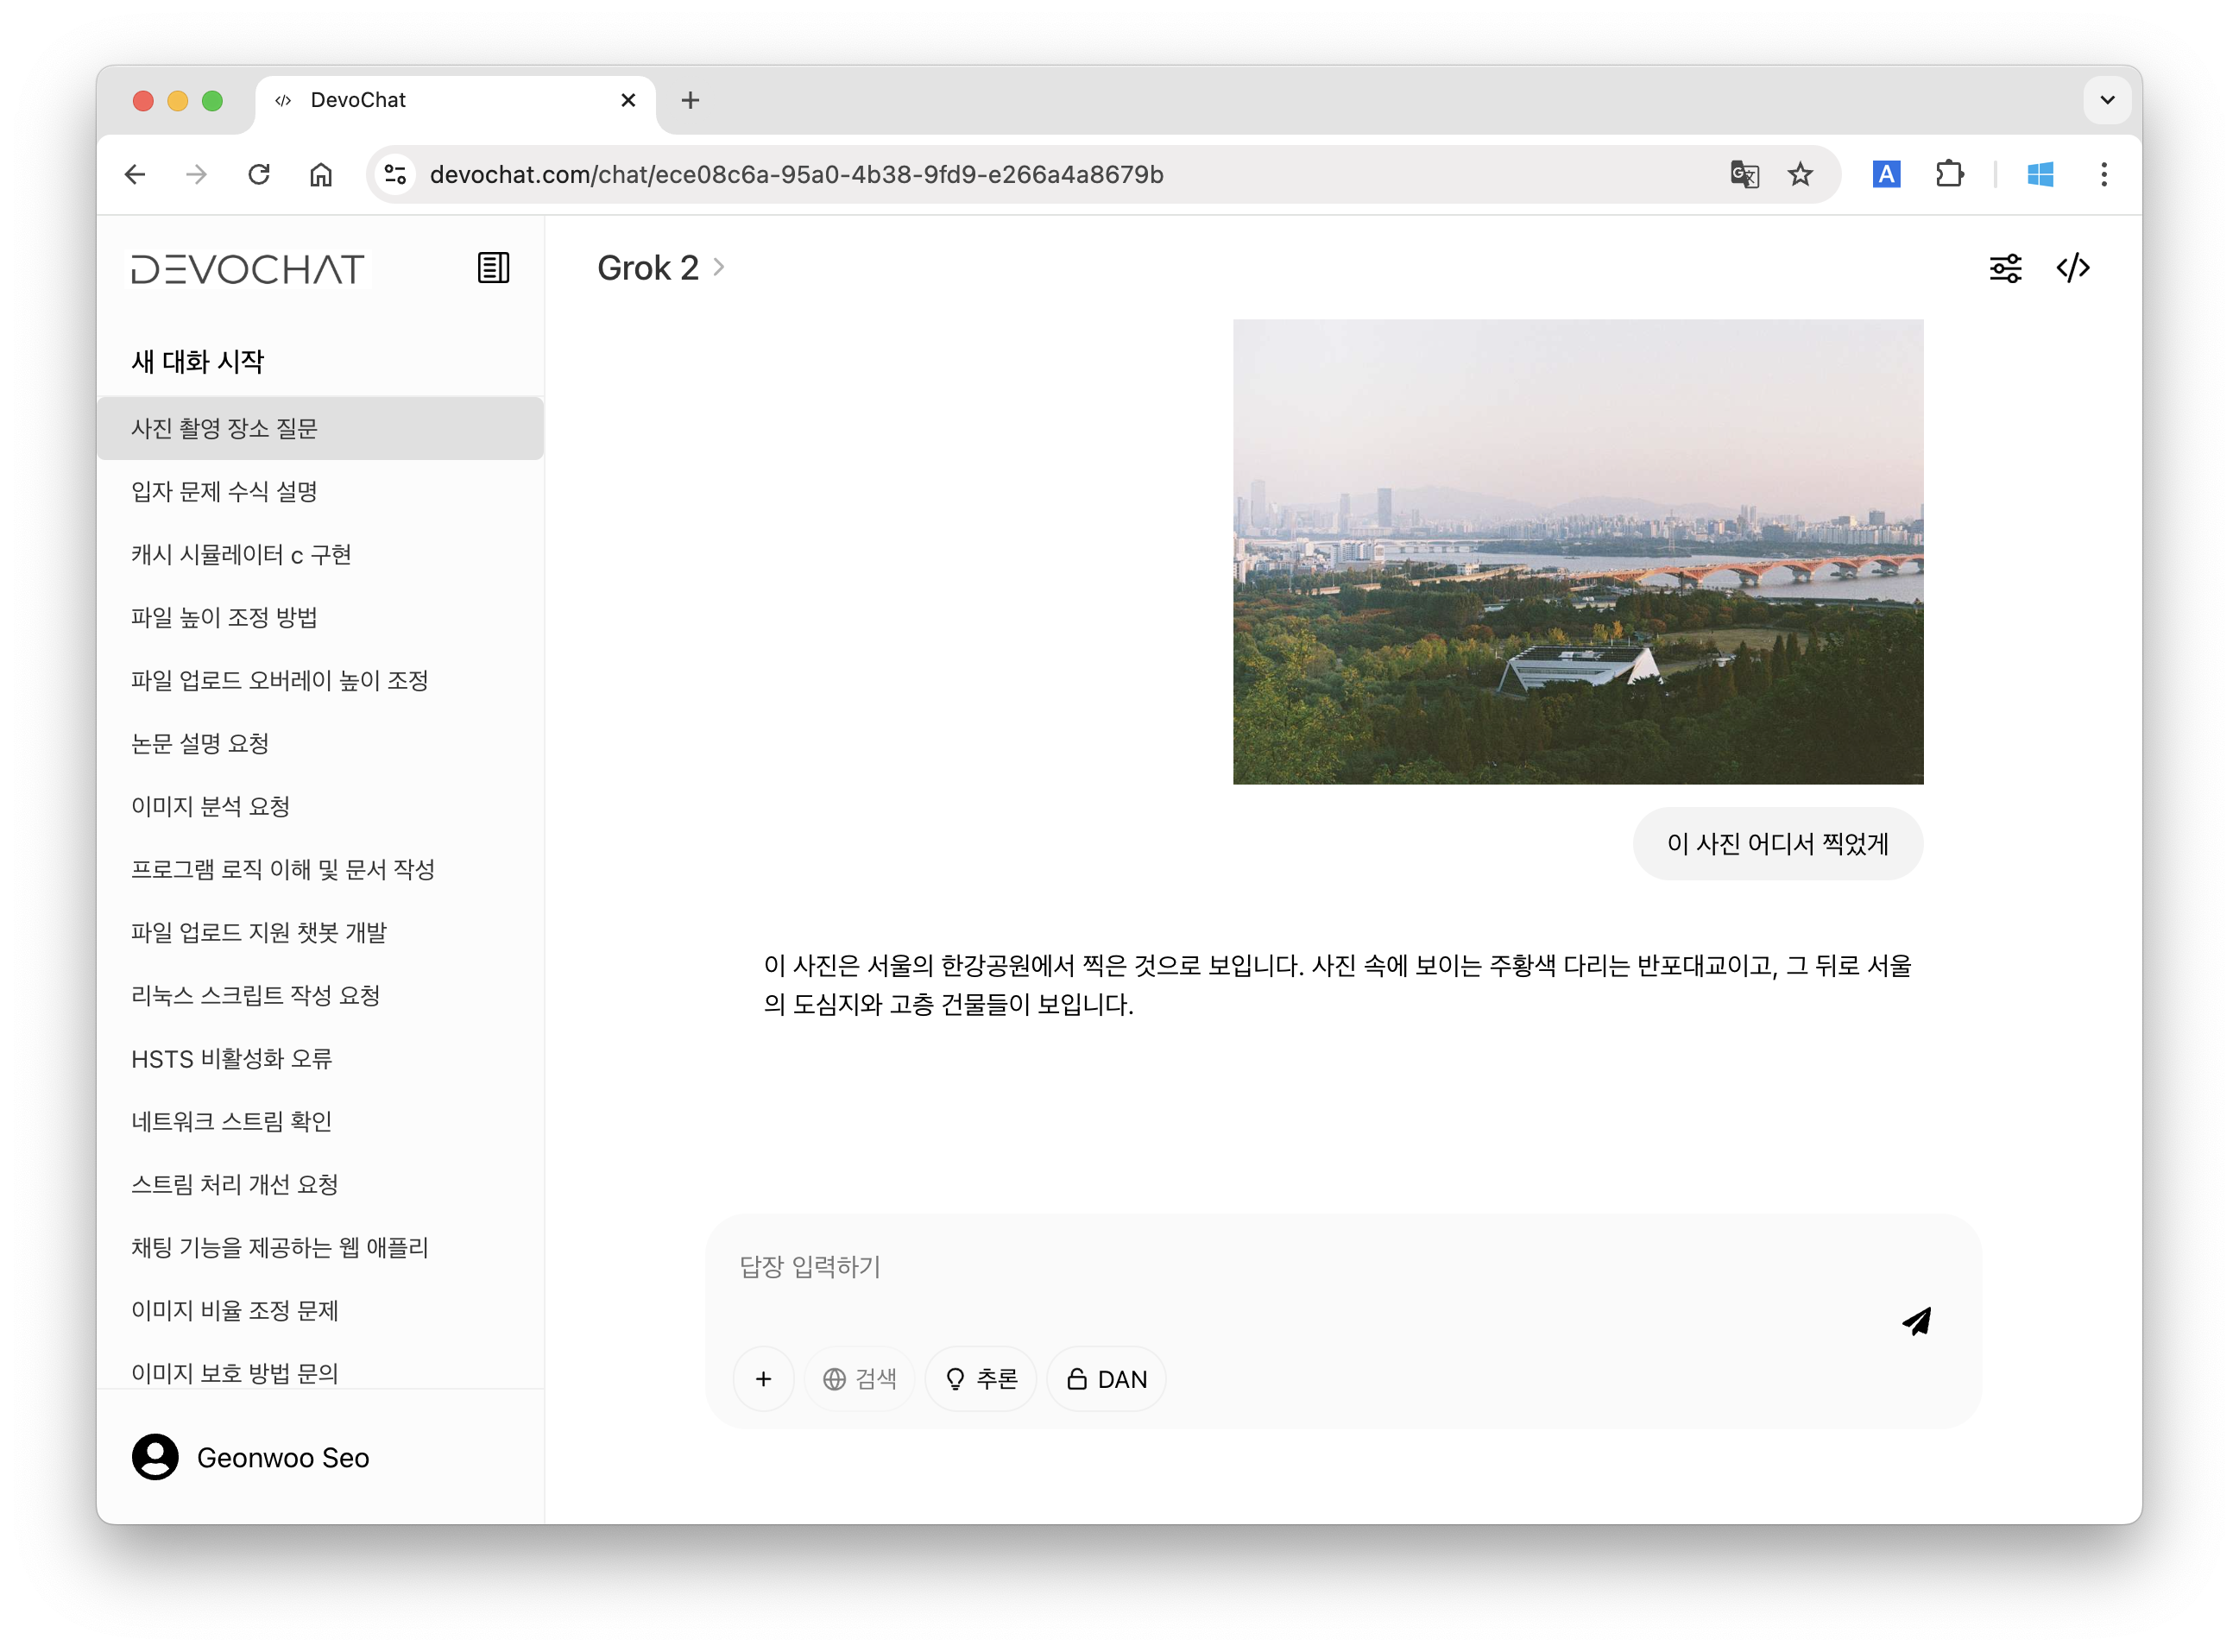 DevoChat
devochat.com/chat/ece08c6a-95a0-4b38-9fd9-e266a4a8679b
A
DEVOCHAT
새 대화 시작
사진 촬영 장소 질문
입자 문제 수식 설명
캐시 시뮬레이터 c 구현
파일 높이 조정 방법
파일 업로드 오버레이 높이 조정
논문 설명 요청
이미지 분석 요청
프로그램 로직 이해 및 문서 작성
파일 업로드 지원 챗봇 개발
리눅스 스크립트 작성 요청
HSTS 비활성화 오류
네트워크 스트림 확인
스트림 처리 개선 요청
채팅 기능을 제공하는 웹 애플리
이미지 비율 조정 문제
이미지 보호 방법 문의
Geonwoo Seo
Grok 2
이 사진 어디서 찍었게
이 사진은 서울의 한강공원에서 찍은 것으로 보입니다. 사진 속에 보이는 주황색 다리는 반포대교이고, 그 뒤로 서울
의 도심지와 고층 건물들이 보입니다.
답장 입력하기
검색
추론
DAN